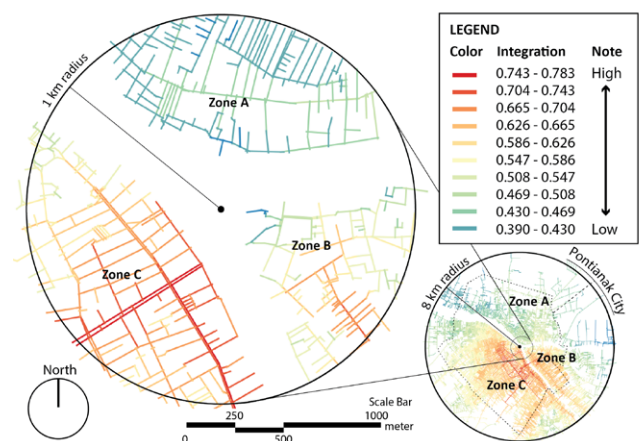 LEGEND
Color Integration Note
0.743 - 0.783 High
0.704 - 0.743
0.665 - 0.704
0.626 - 0.665
0.586 - 0.626
0.547 - 0.586
0.508 - 0.547
0.469 - 0.508
0.430 - 0.469
0.390 - 0.430 Low
1 km radius
Zone A
Zone B
Zone C
8 km radius
Pontianak City
Zone A
Zone B
Zone C
North
Scale Bar
250 1000
meter
0 500